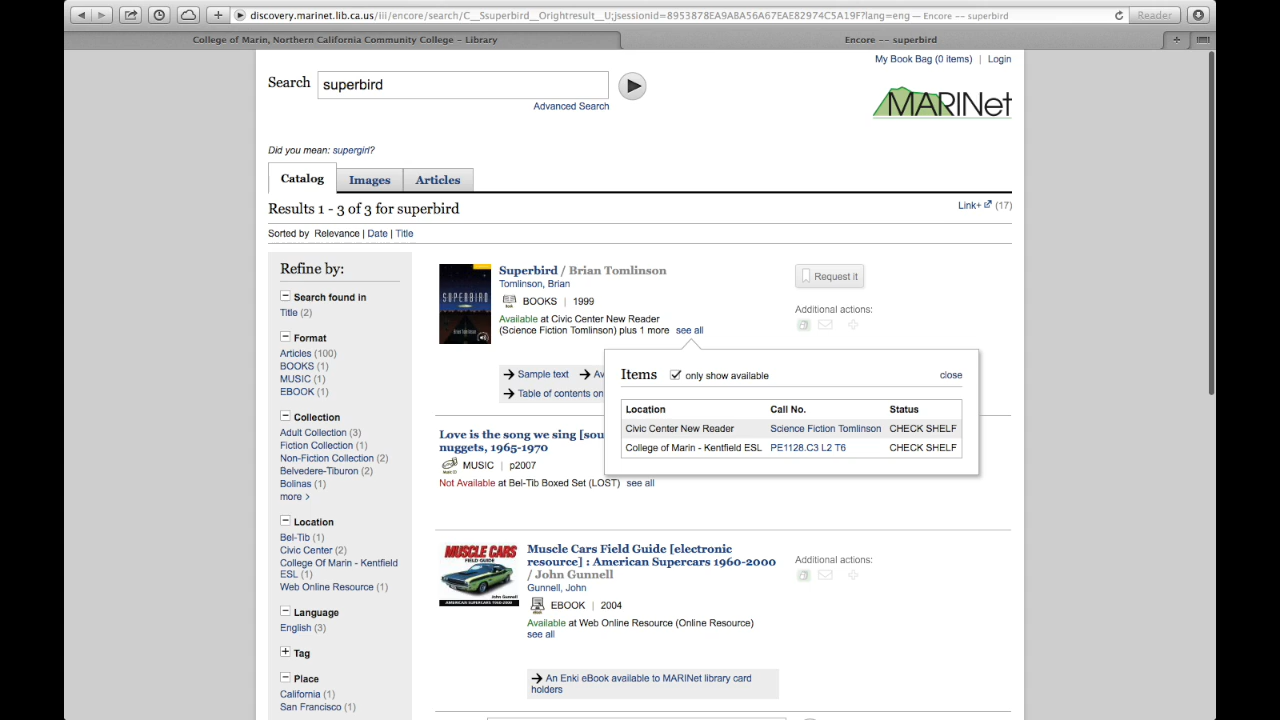 discovery.marinet.lib.ca.us/iii/encore/search/C__Ssuperbird__Orightresult__U;jsessionid=8953878EA9ABA56A67EAE82974C5A19F?lang=eng — Encore -- superbird
Reader
College of Marin, Northern California Community College – Library
Encore -- superbird
My Book Bag (0 items) | Login
Search superbird
Advanced Search
MARINet
Did you mean: supergirl?
Catalog Images Articles
Results 1 - 3 of 3 for superbird
Link+ (17)
Sorted by Relevance | Date | Title
Refine by:
Search found in
Title (2)
Format
Articles (100)
BOOKS (1)
MUSIC (1)
EBOOK (1)
Collection
Adult Collection (3)
Fiction Collection (1)
Non-Fiction Collection (2)
Belvedere-Tiburon (2)
Bolinas (1)
more >
Location
Bel-Tib (1)
Civic Center (2)
College Of Marin - Kentfield
ESL (1)
Web Online Resource (1)
Language
English (3)
Tag
Place
California (1)
San Francisco (1)
SUPERBIRD
Superbird / Brian Tomlinson
Tomlinson, Brian
BOOKS | 1999
Available at Civic Center New Reader
(Science Fiction Tomlinson) plus 1 more see all
Request it
Additional actions:
Sample text
Av
Table of contents on
Items only show available close
Location Call No. Status
Civic Center New Reader Science Fiction Tomlinson CHECK SHELF
College of Marin - Kentfield ESL PE1128.C3 L2 T6 CHECK SHELF
Love is the song we sing [sou
nuggets, 1965-1970
MUSIC | p2007
Not Available at Bel-Tib Boxed Set (LOST) see all
MUSCLE CARS
FIELD GUIDE
John Gunnell
AMERICAN SUPERCARS 1960-2000
Muscle Cars Field Guide [electronic
resource] : American Supercars 1960-2000
/ John Gunnell
Gunnell, John
EBOOK | 2004
Available at Web Online Resource (Online Resource)
see all
Additional actions:
An Enki eBook available to MARINet library card
holders